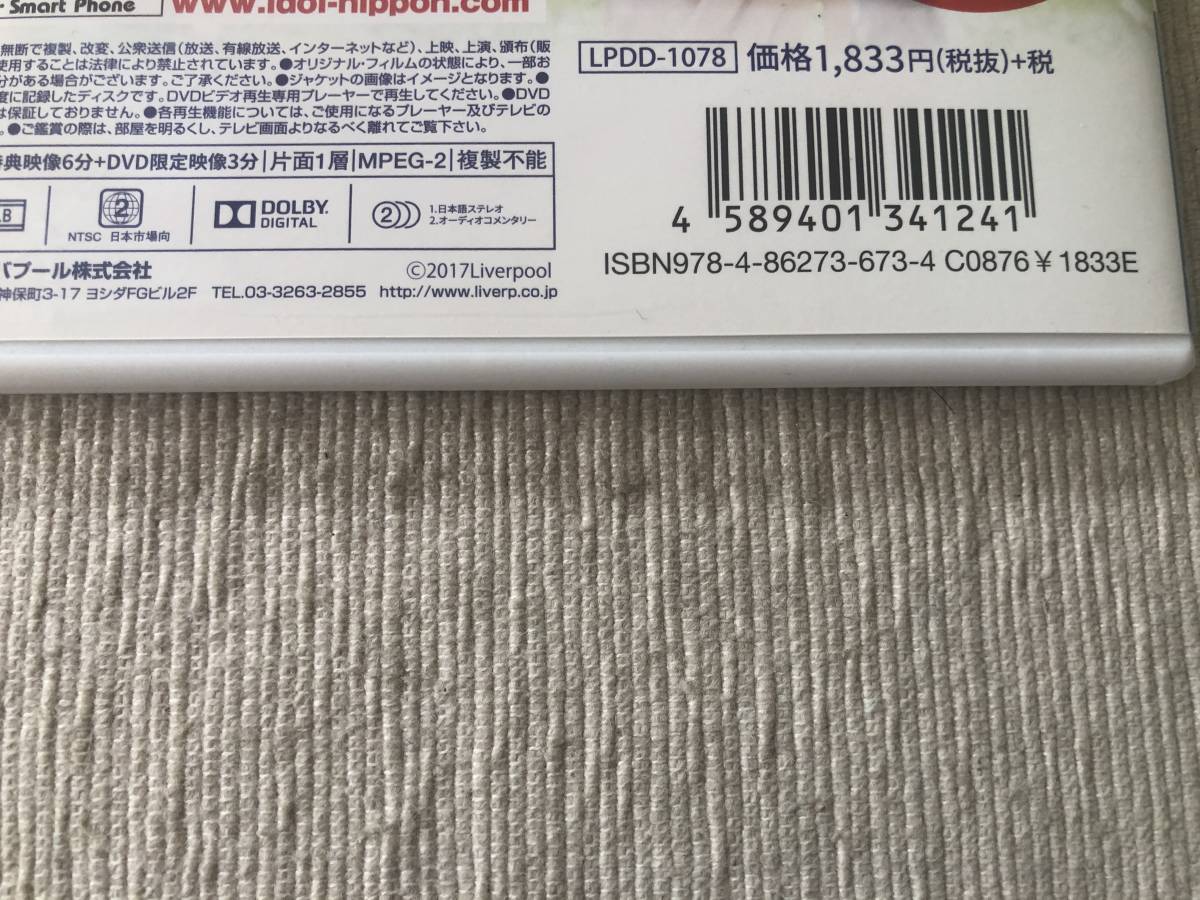 Smart Phone
www.idol-nippon.com
無断で複製、改変、公衆送信(放送、有線放送、インターネットなど)、上映、上演、頒布(販
使用することは法律により禁止されています。●オリジナル・フィルムの状態により、一部お
分がある場合がございます。ご了承ください。●ジャケットの画像はイメージとなります。●
度に記録したディスクです。DVDビデオ再生専用プレーヤーで再生してください。●DVD
は保証しておりません。●各再生機能については、ご使用になるプレーヤー及びテレビの
。●ご鑑賞の際は、部屋を明るくし、テレビ画面よりなるべく離れてご覧下さい。
特典映像6分+DVD限定映像3分|片面1層|MPEG-2|複製不能
LB
2
NTSC 日本市場向
DOLBY
DIGITAL
2
1.日本語ステレオ
2.オーディオコメンタリー
バプール株式会社
©2017Liverpool
神保町3-17 ヨシダFGビル2F TEL.03-3263-2855 http://www.liverp.co.jp
LPDD-1078 価格1,833円(税抜)+税
4 589401 341241
ISBN978-4-86273-673-4 C0876 ¥ 1833E